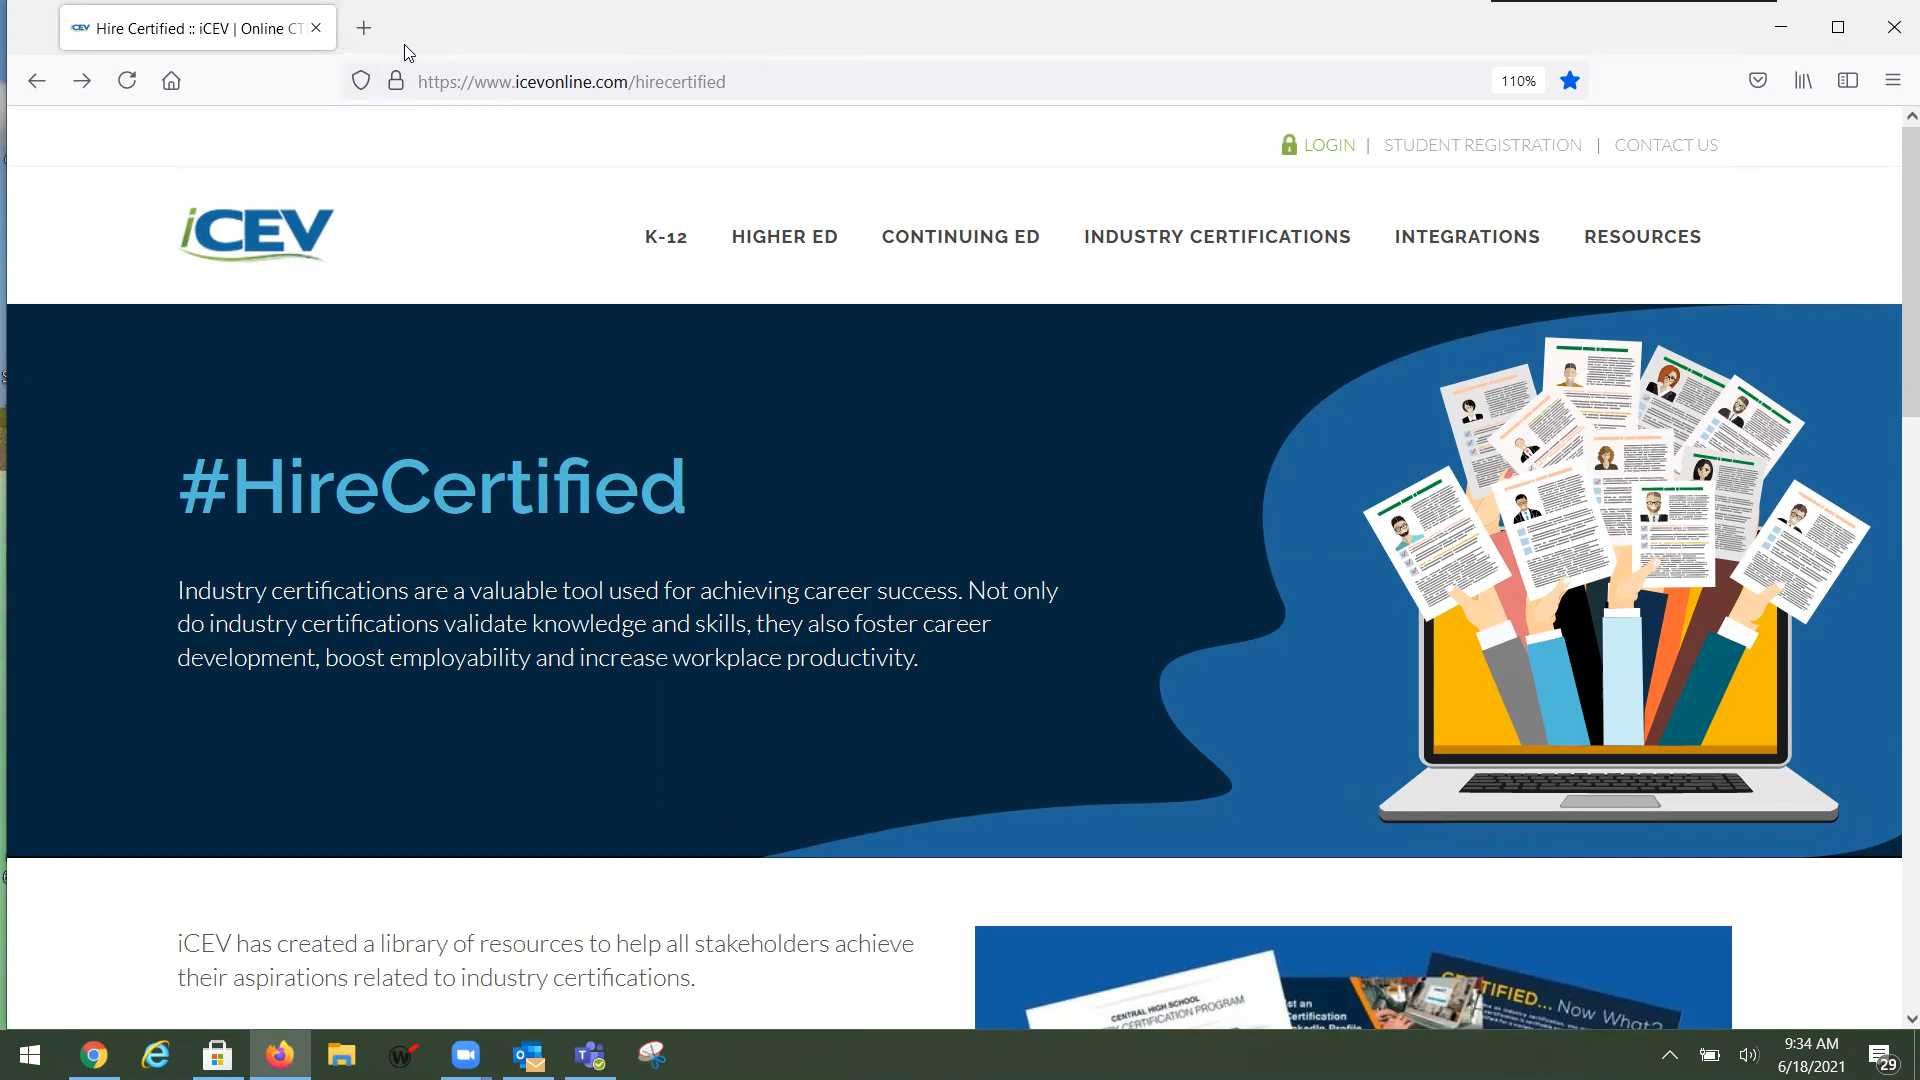 CEV Hire Certified :: iCEV | Online CT
https://www.icevonline.com/hirecertified
110%
LOGIN | STUDENT REGISTRATION | CONTACT US
iCEV
K-12 HIGHER ED CONTINUING ED INDUSTRY CERTIFICATIONS INTEGRATIONS RESOURCES
#HireCertified
Industry certifications are a valuable tool used for achieving career success. Not only
do industry certifications validate knowledge and skills, they also foster career
development, boost employability and increase workplace productivity.
iCEV has created a library of resources to help all stakeholders achieve
their aspirations related to industry certifications.
CENTRAL HIGH SCHOOL
CERTIFICATION PROGRAM
TIFIED... Now What?
9:34 AM
6/18/2021
29